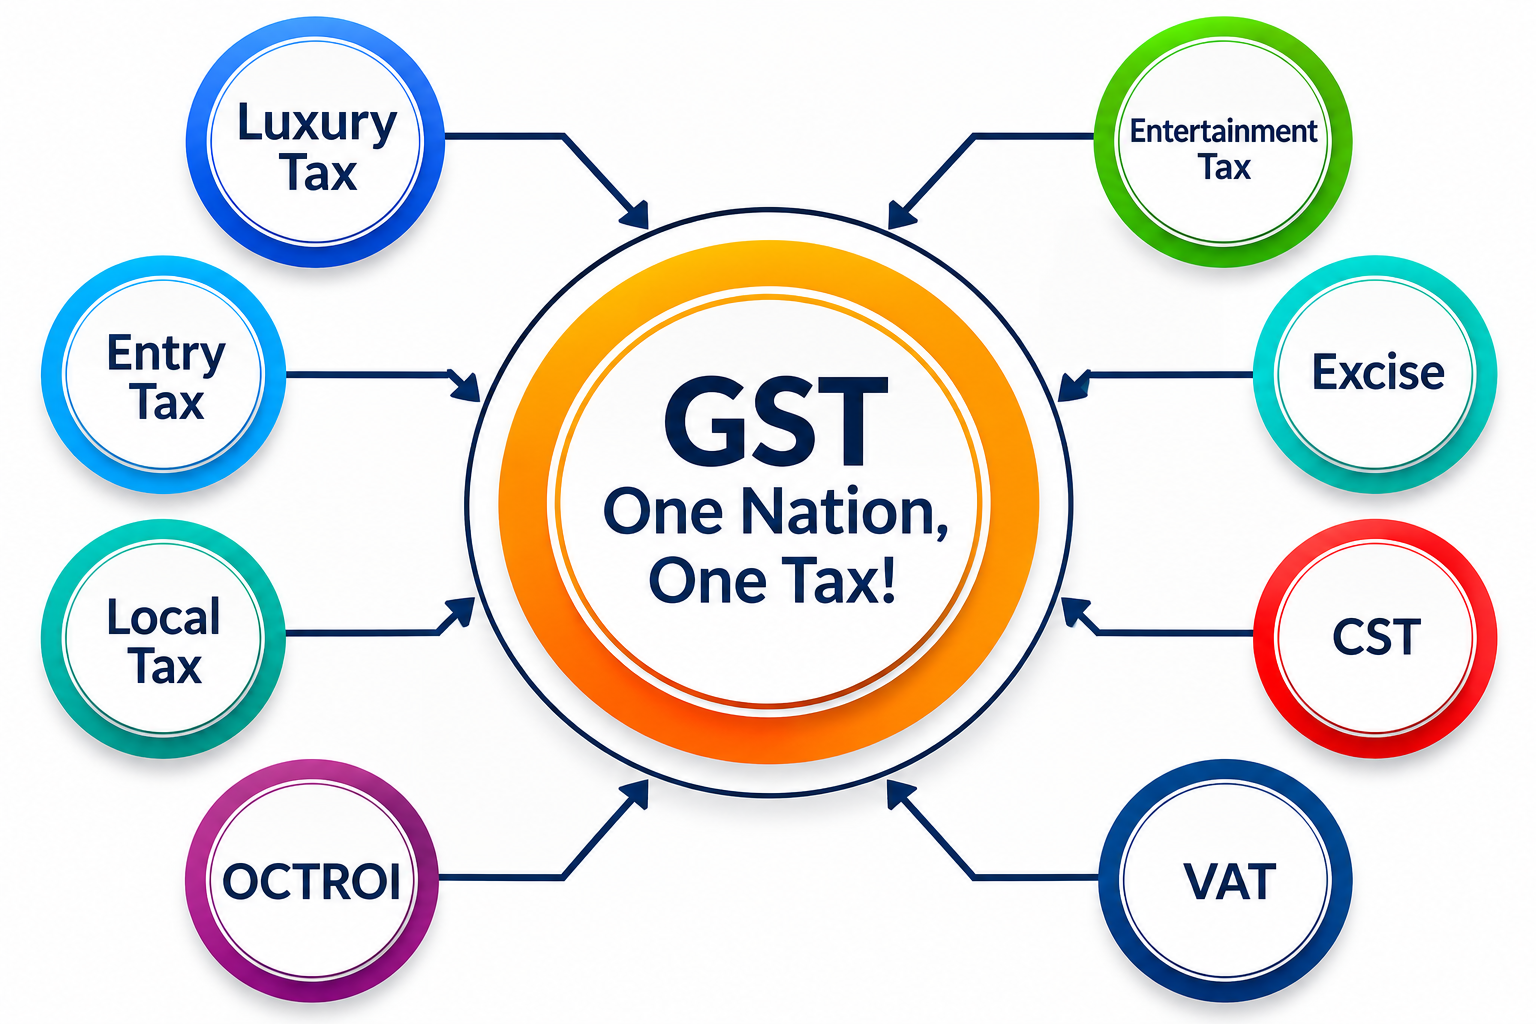 Luxury
Tax
Entertainment
Tax
Entry
Tax
Excise
GST
One Nation,
One Tax!
Local
Tax
CST
OCTROI
VAT